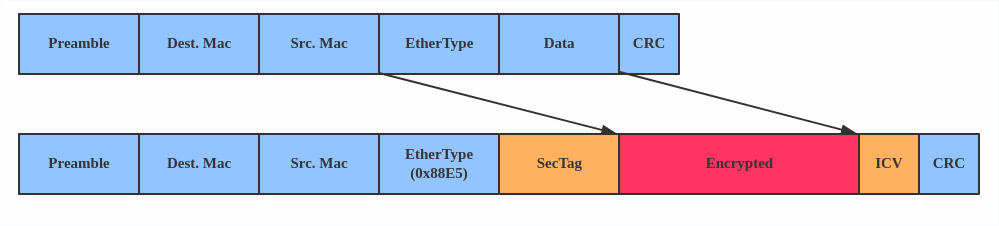 Preamble
Dest. Mac
Src. Mac
EtherType
Data
CRC
Preamble
Dest. Mac
Src. Mac
EtherType
(0x88E5)
SecTag
Encrypted
ICV
CRC